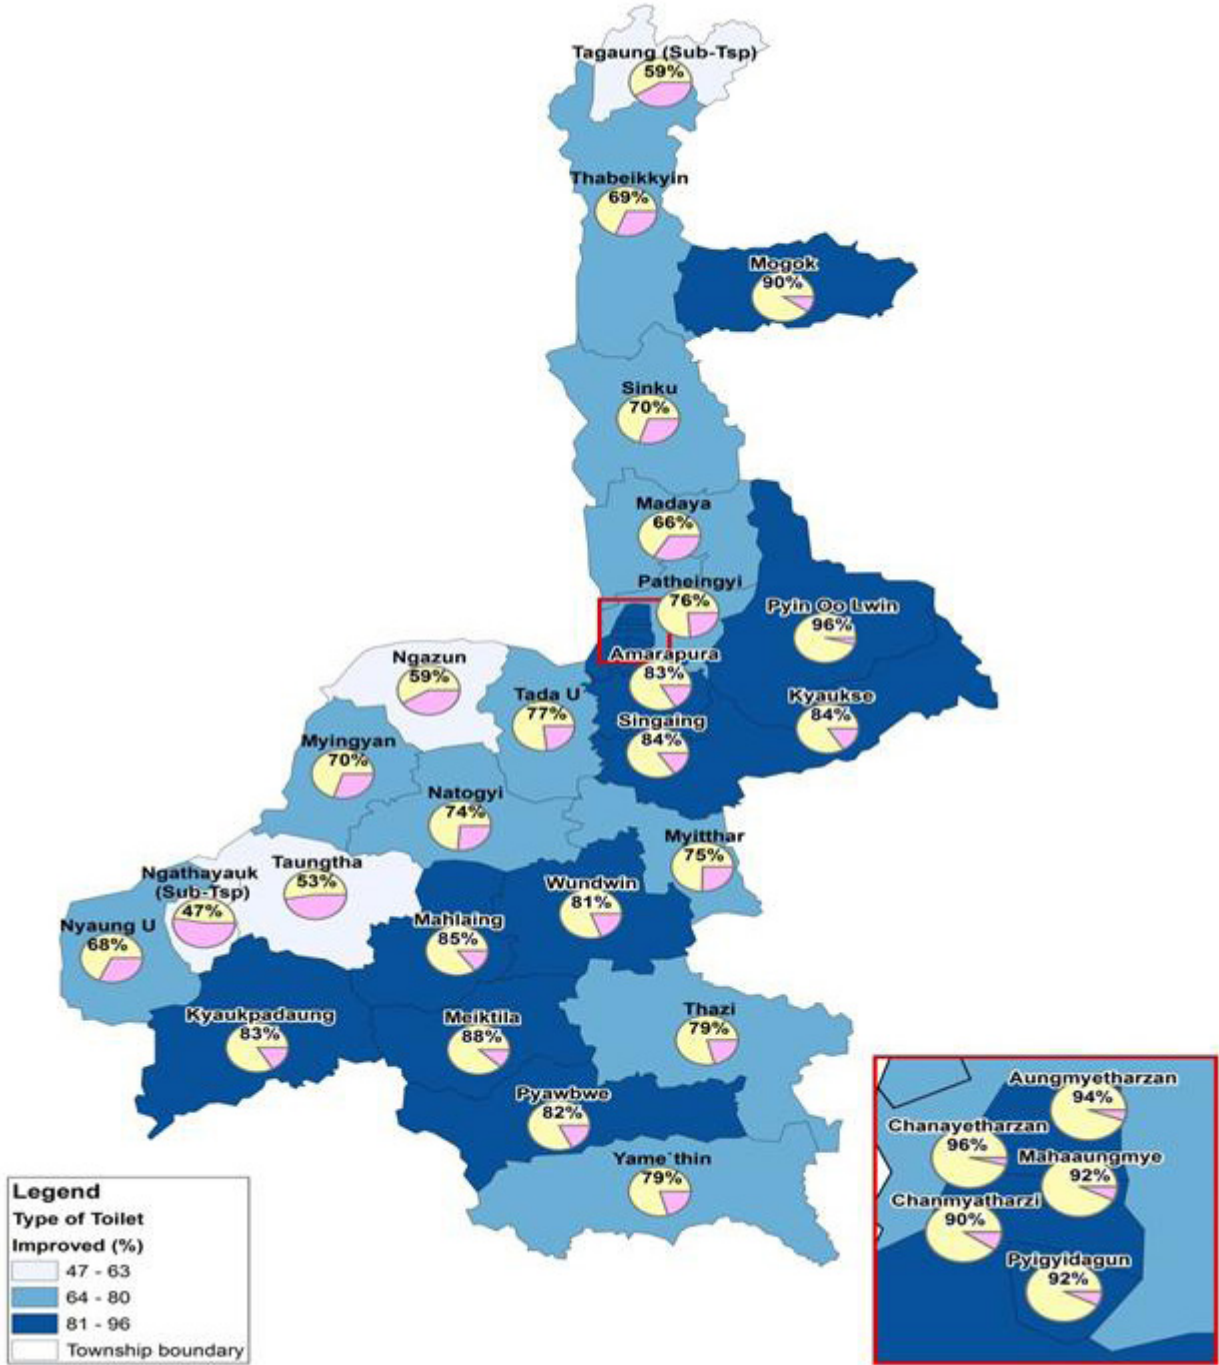 Tagaung (Sub-Tsp)
59%
Thabeikkyin
69%
Mogok
90%
Sinku
70%
Madaya
66%
Patheingyi
76%
Pyin Oo Lwin
96%
Amarapura
83%
Ngazun
59%
Tada U
77%
Kyaukse
84%
Singaing
84%
Myingyan
70%
Natogyi
74%
Myitthar
75%
Taungtha
53%
Ngathayauk
(Sub-Tsp)
47%
Wundwin
81%
Nyaung U
68%
Mahlaing
85%
Kyaukpadaung
83%
Meiktila
88%
Thazi
79%
Pyawbwe
82%
Yame`thin
79%
Aungmyetharzan
94%
Chanayetharzan
96%
Mahaaungmye
92%
Chanmyatharzi
90%
Pyigyidagun
92%
Legend
Type of Toilet
Improved (%)
47 - 63
64 - 80
81 - 96
Township boundary